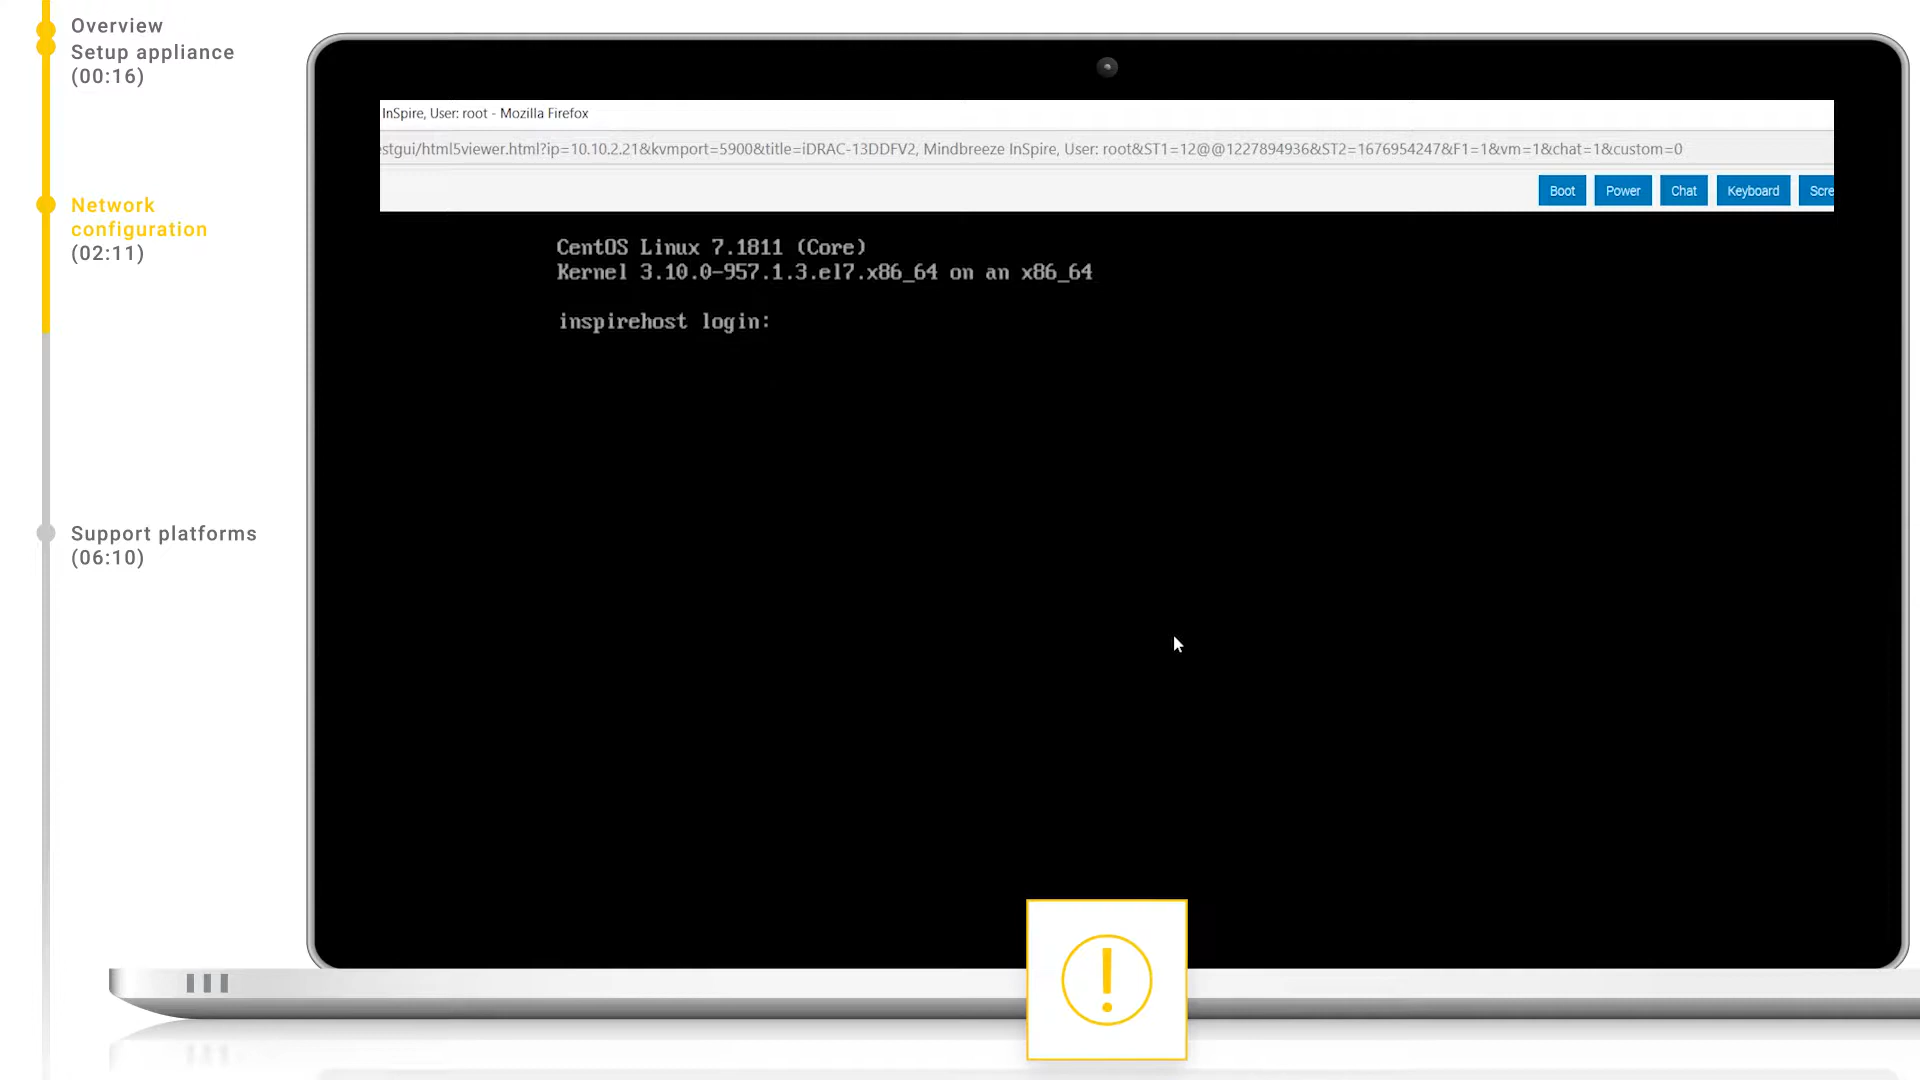 Overview
Setup appliance
(00:16)
Network
configuration
(02:11)
Support platforms
(06:10)
InSpire, User: root - Mozilla Firefox
estgui/html5viewer.html?ip=10.10.2.21&kvmport=5900&title=iDRAC-13DDFV2, Mindbreeze InSpire, User: root&ST1=12@@1227894936&ST2=1676954247&F1=1&vm=1&chat=1&custom=0
Boot Power Chat Keyboard Scre
CentOS Linux 7.1811 (Core)
Kernel 3.10.0-957.1.3.el7.x86_64 on an x86_64
inspirehost login: